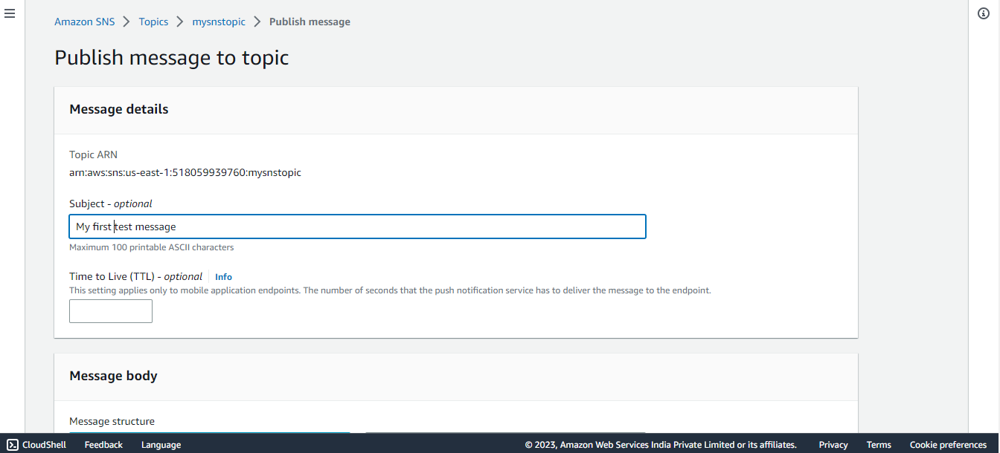 Amazon SNS > Topics > mysnstopic > Publish message
Publish message to topic
Message details
Topic ARN
arn:aws:sns:us-east-1:518059939760:mysnstopic
Subject - optional
My first test message
Maximum 100 printable ASCII characters
Time to Live (TTL) - optional Info
This setting applies only to mobile application endpoints. The number of seconds that the push notification service has to deliver the message to the endpoint.
Message body
Message structure
CloudShell Feedback Language © 2023, Amazon Web Services India Private Limited or its affiliates. Privacy Terms Cookie preferences